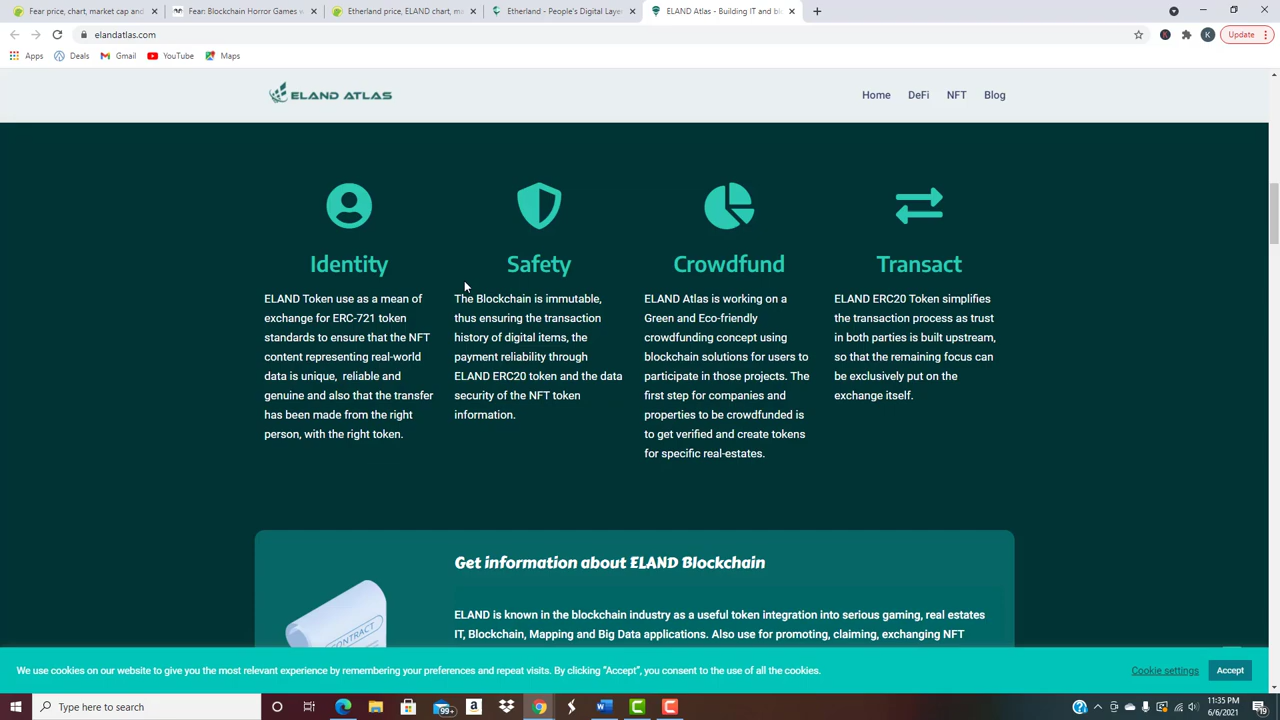 Fear price, chart, market cap and
Fear Blockchain Horror Games
Etherland price, ELAND chart, ma
Etherland - People's Digital Laye
ELAND Atlas - Building IT and blo
elandatlas.com
K
Update
Apps
Deals
Gmail
YouTube
Maps
ELAND ATLAS
Home
DeFi
NFT
Blog
Identity
ELAND Token use as a mean of
exchange for ERC-721 token
standards to ensure that the NFT
content representing real-world
data is unique, reliable and
genuine and also that the transfer
has been made from the right
person, with the right token.
Safety
The Blockchain is immutable,
thus ensuring the transaction
history of digital items, the
payment reliability through
ELAND ERC20 token and the data
security of the NFT token
information.
Crowdfund
ELAND Atlas is working on a
Green and Eco-friendly
crowdfunding concept using
blockchain solutions for users to
participate in those projects. The
first step for companies and
properties to be crowdfunded is
to get verified and create tokens
for specific real-estates.
Transact
ELAND ERC20 Token simplifies
the transaction process as trust
in both parties is built upstream,
so that the remaining focus can
be exclusively put on the
exchange itself.
CONTRACT
Get information about ELAND Blockchain
ELAND is known in the blockchain industry as a useful token integration into serious gaming, real estates
IT, Blockchain, Mapping and Big Data applications. Also use for promoting, claiming, exchanging NFT
We use cookies on our website to give you the most relevant experience by remembering your preferences and repeat visits. By clicking "Accept", you consent to the use of all the cookies.
Cookie settings
Accept
Type here to search
99+
11:35 PM
6/6/2021
19